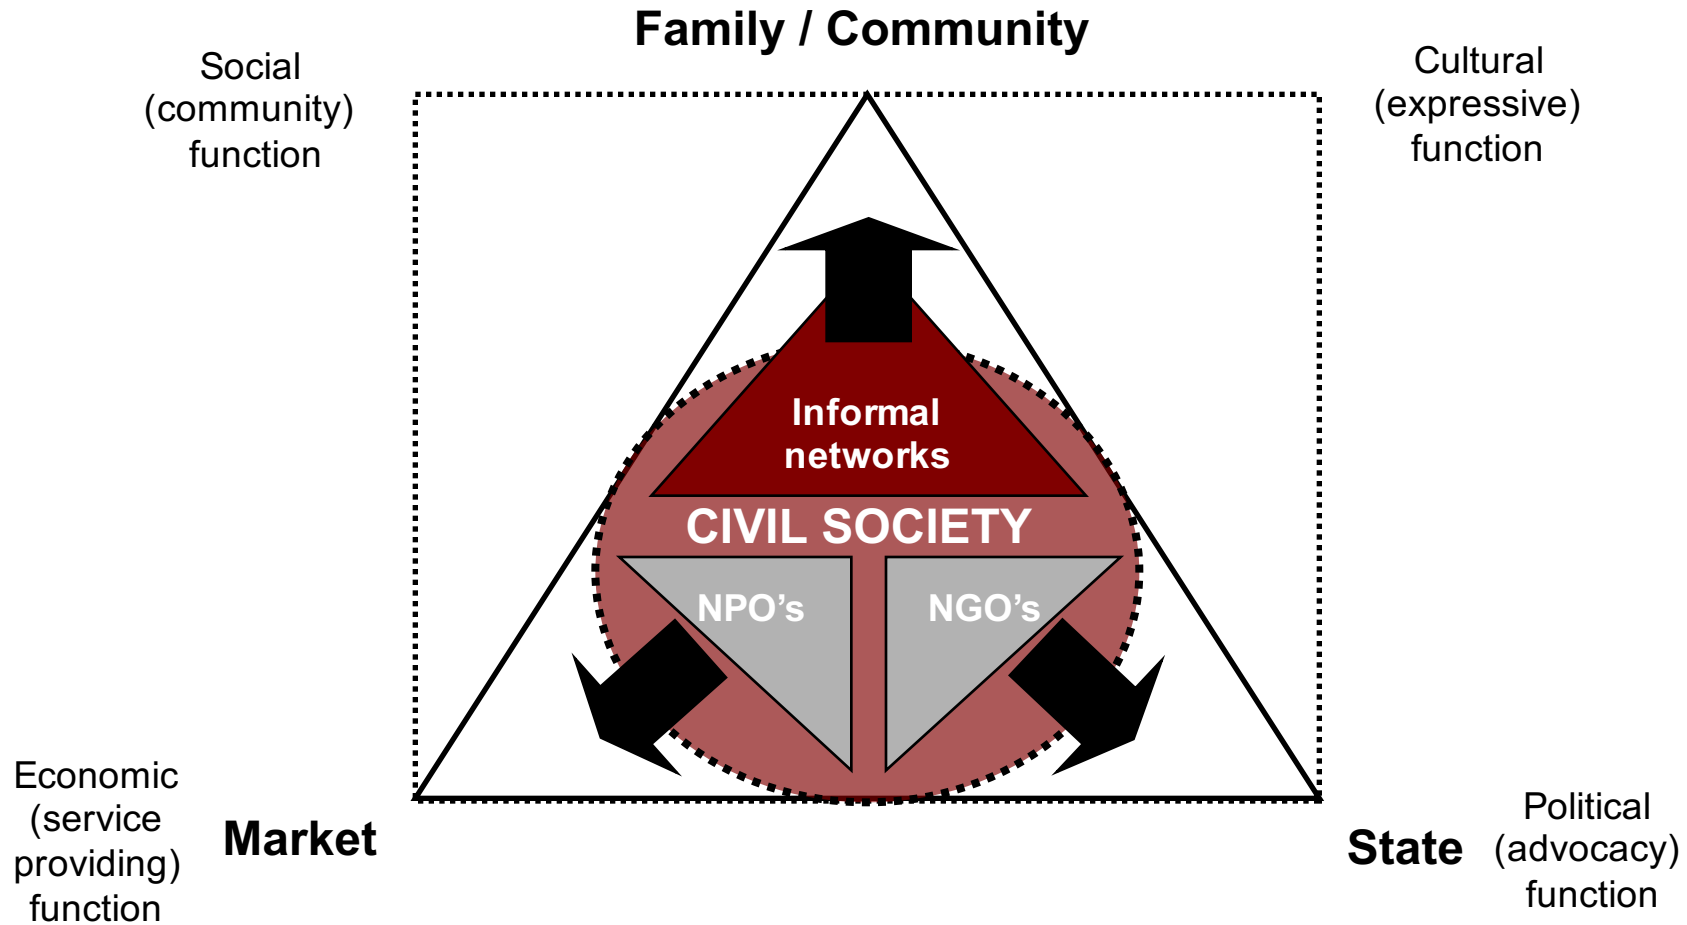 Family / Community
Social
(community)
function
Cultural
(expressive)
function
Informal
networks
CIVIL SOCIETY
NPO’s
NGO’s
Economic
(service
providing)
function
Market
State
Political
(advocacy)
function